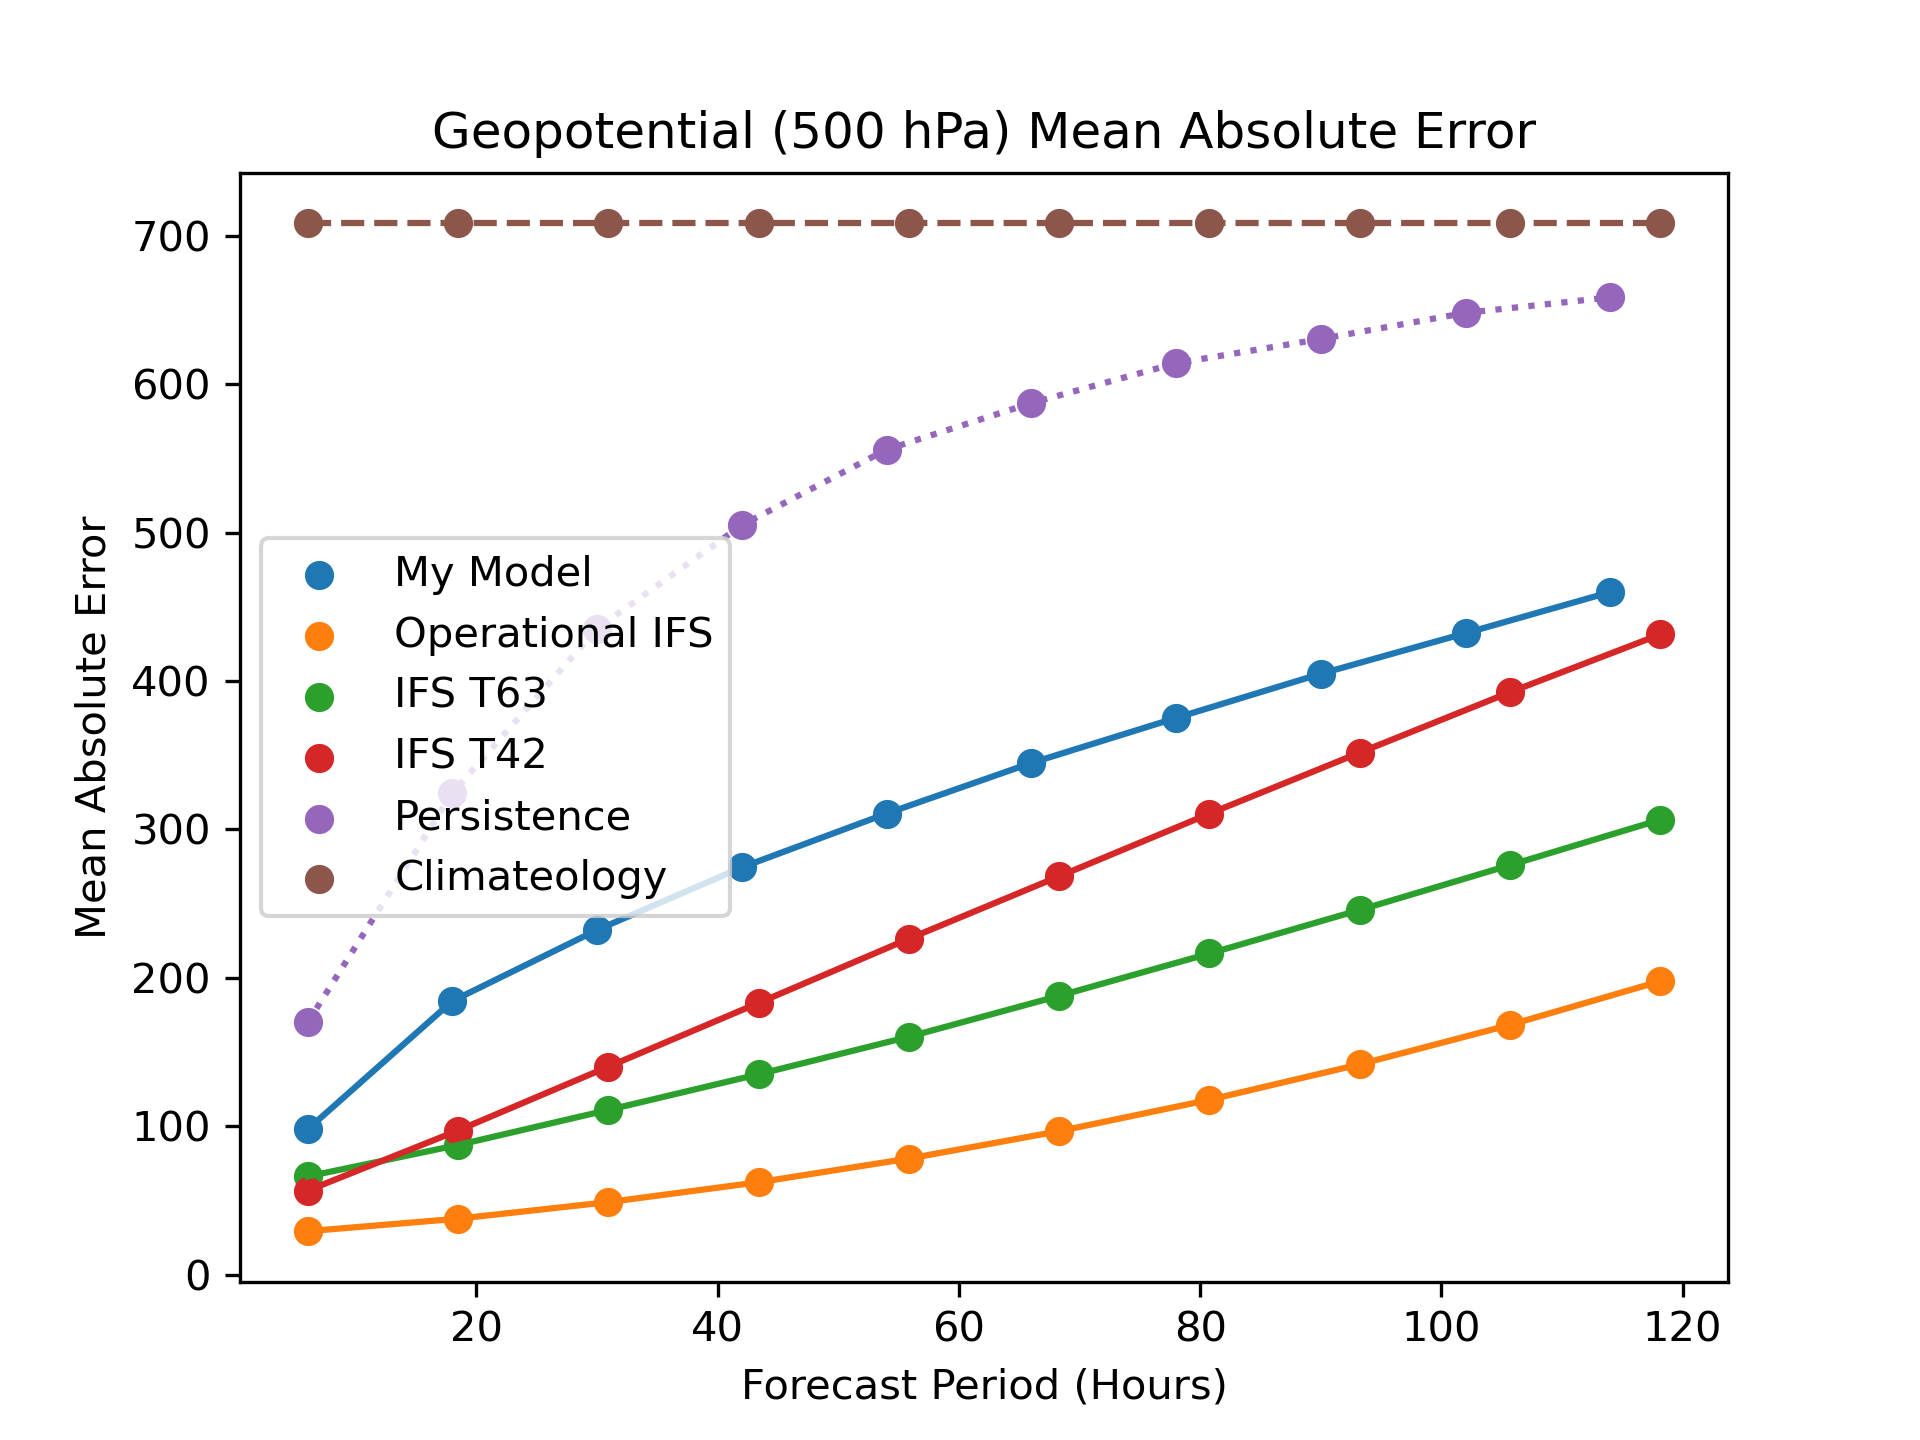 Geopotential (500 hPa) Mean Absolute Error
Mean Absolute Error
700
600
500
400
300
200
100
0
My Model
Operational IFS
IFS T63
IFS T42
Persistence
Climateology
20 40 60 80 100 120
Forecast Period (Hours)